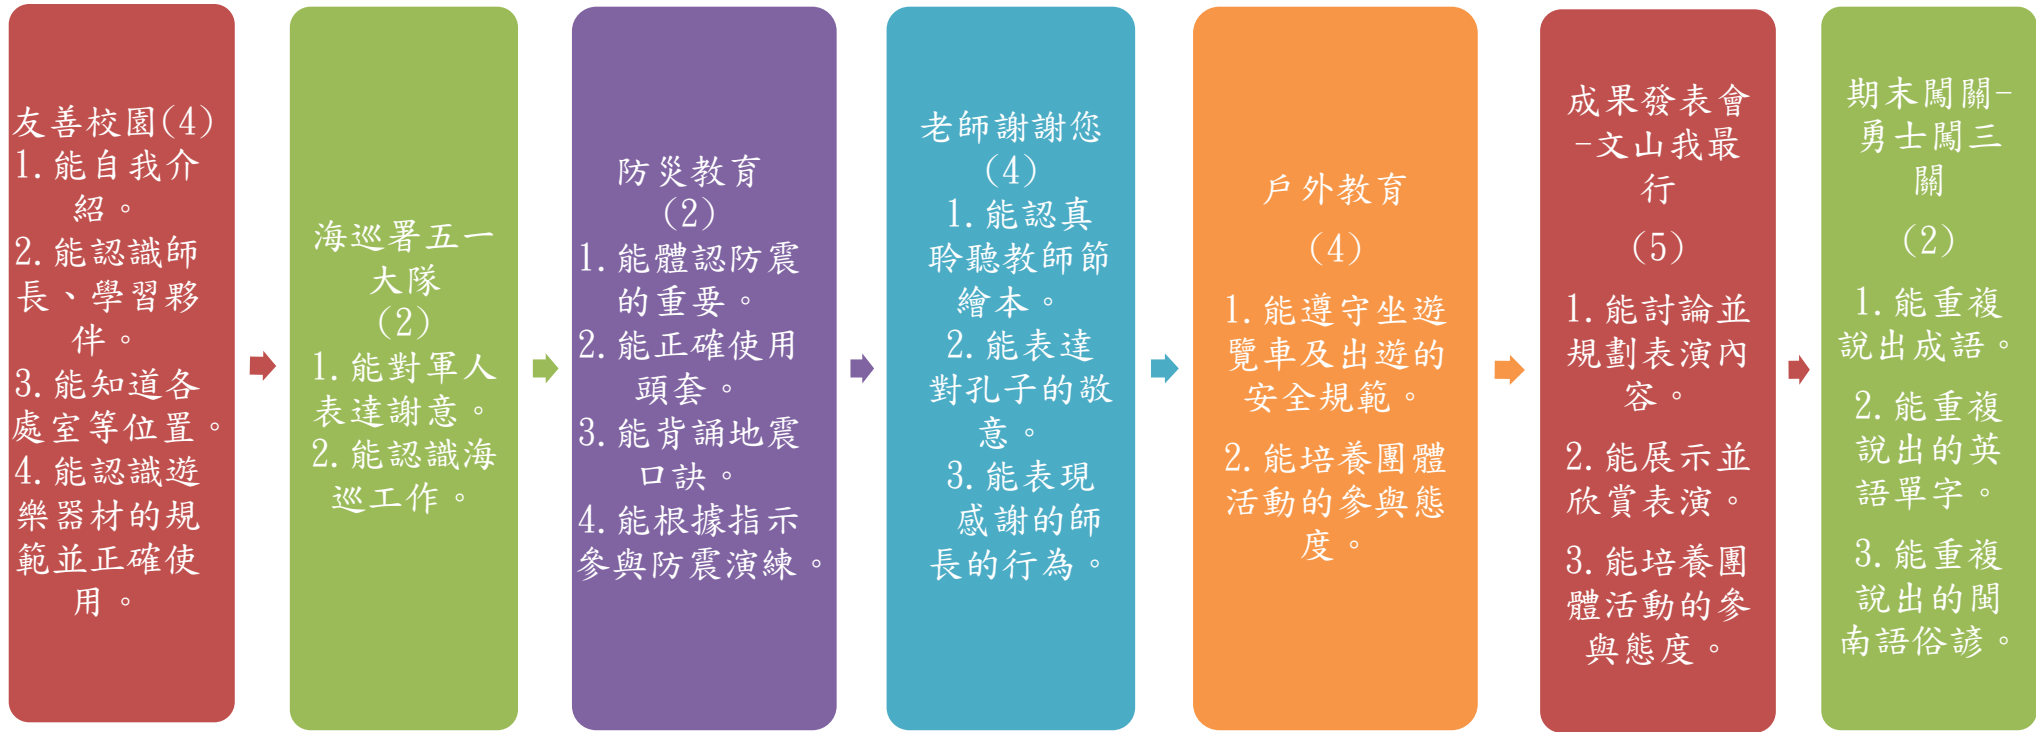 友善校園(4)
1.能自我介
紹。
2.能認識師
長、學習夥
伴。
3.能知道各
處室等位置。
4.能認識遊
樂器材的規
範並正確使
用。
海巡署五一
大隊
(2)
1.能對軍人
表達謝意。
2.能認識海
巡工作。
防災教育
(2)
1.能體認防震
的重要。
2.能正確使用
頭套。
3.能背誦地震
口訣。
4.能根據指示
參與防震演練。
老師謝謝您
(4)
1.能認真
聆聽教師節
繪本。
2.能表達
對孔子的敬
意。
3.能表現
感謝的師
長的行為。
戶外教育
(4)
1.能遵守坐遊
覽車及出遊的
安全規範。
2.能培養團體
活動的參與態
度。
成果發表會
-文山我最
行
(5)
1.能討論並
規劃表演內
容。
2.能展示並
欣賞表演。
3.能培養團
體活動的參
與態度。
期末闖關-
勇士闖三
關
(2)
1.能重複
說出成語。
2.能重複
說出的英
語單字。
3.能重複
說出的閩
南語俗諺。